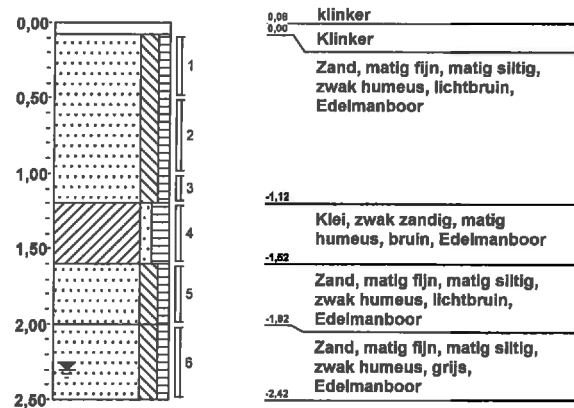 0,00
0,50
1,00
1,50
2,00
2,50
1
2
3
4
5
6
0,08
klinker
0,00
Klinker
Zand, matig fijn, matig siltig,
zwak humeus, lichtbruin,
Edelmanboor
-1,12
Klei, zwak zandig, matig
humeus, bruin, Edelmanboor
-1,52
Zand, matig fijn, matig siltig,
zwak humeus, lichtbruin,
Edelmanboor
-1,92
Zand, matig fijn, matig siltig,
zwak humeus, grijs,
Edelmanboor
-2,42